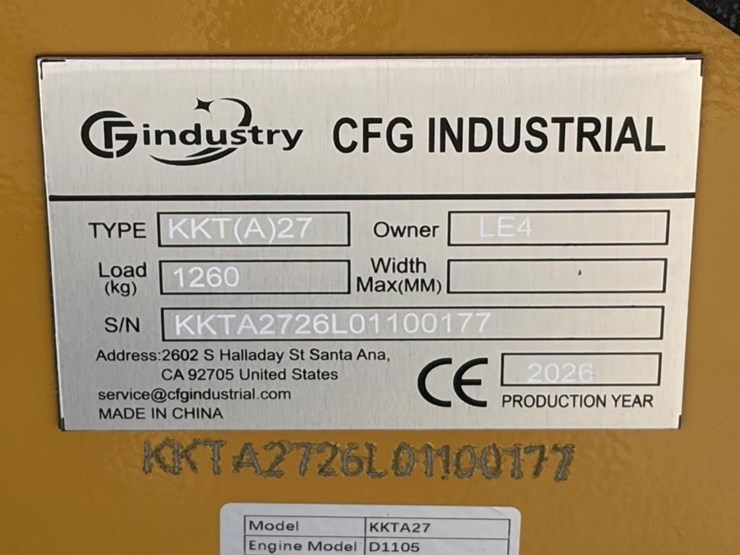 CFG industry CFG INDUSTRIAL
TYPE KKT(A)27 Owner LE4
Load (kg) 1260 Width Max(MM)
S/N KKTA2726L01100177
Address:2602 S Halladay St Santa Ana,
CA 92705 United States
service@cfgindustrial.com
MADE IN CHINA
CE 2026
PRODUCTION YEAR
KKTA2726L01100177
Model KKTA27
Engine Model D1105